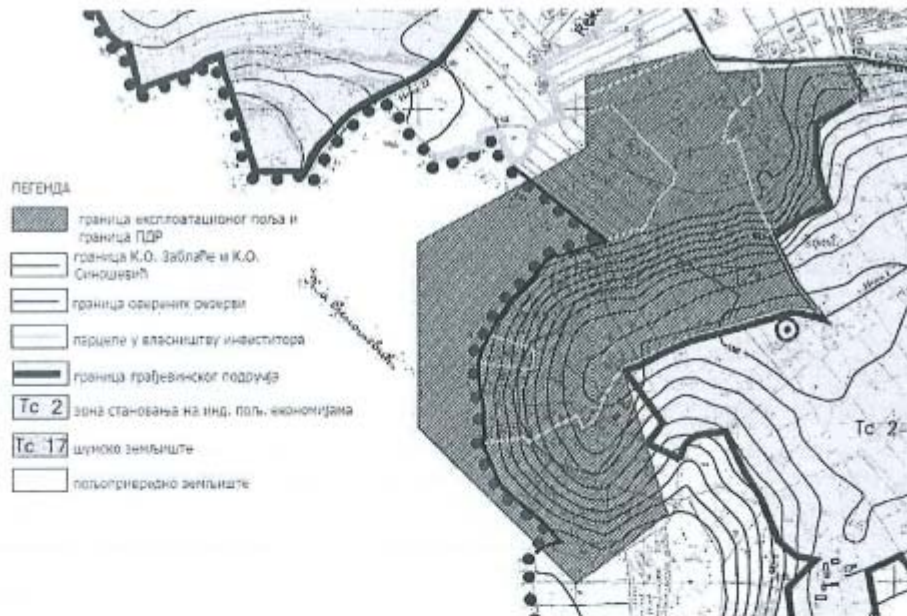 ЛЕГЕНДА
граница експлоатационог поља и
граница ПДР
граница К.О. Заблаће и К.О.
Синошевић
граница оверених резерви
парцеле у власништву инвеститора
граница грађевинског подручја
Тс 2 зона становања на инд. пољ. економијама
Тс 17 шумско земљиште
пољопривредно земљиште
Тс 2